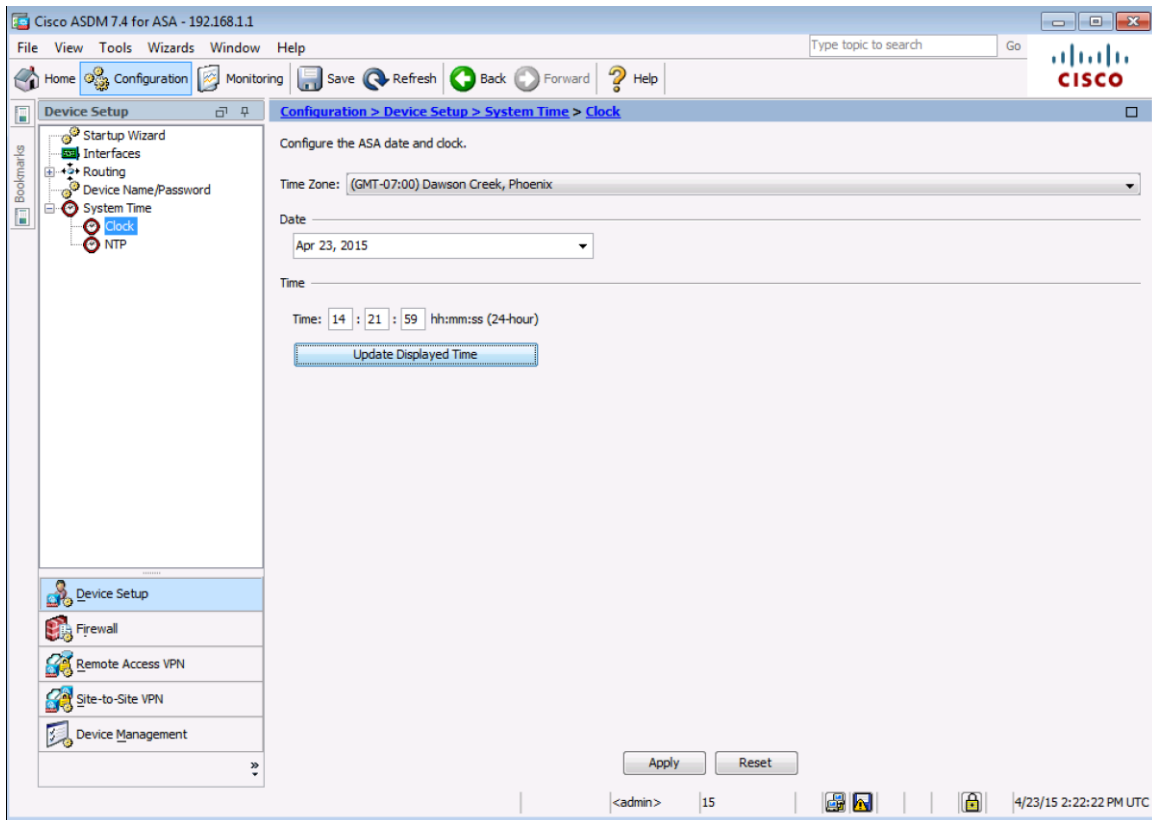 Cisco ASDM 7.4 for ASA - 192.168.1.1
File View Tools Wizards Window Help
Type topic to search Go
CISCO
Home Configuration Monitoring Save Refresh Back Forward Help
Bookmarks
Device Setup
Startup Wizard
Interfaces
Routing
Device Name/Password
System Time
Clock
NTP
Device Setup
Firewall
Remote Access VPN
Site-to-Site VPN
Device Management
Configuration > Device Setup > System Time > Clock
Configure the ASA date and clock.
Time Zone: (GMT-07:00) Dawson Creek, Phoenix
Date
Apr 23, 2015
Time
Time: 14 : 21 : 59 hh:mm:ss (24-hour)
Update Displayed Time
Apply Reset
<admin> 15 4/23/15 2:22:22 PM UTC